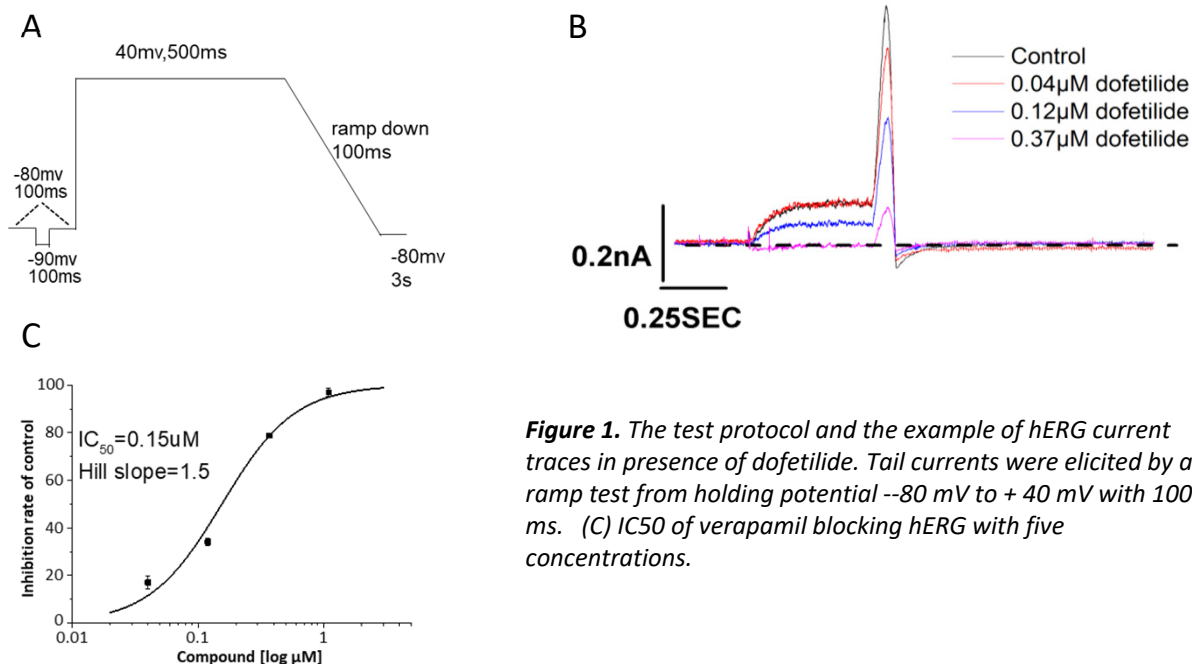 A
40mv,500ms
ramp down
100ms
-80mv
100ms
-90mv
100ms
-80mv
3s
B
Control
0.04µM dofetilide
0.12µM dofetilide
0.37µM dofetilide
0.2nA
0.25SEC
C
Inhibition rate of control
100
80
60
40
20
0
IC50=0.15uM
Hill slope=1.5
0.01
0.1
1
Compound [log µM]
Figure 1. The test protocol and the example of hERG current
traces in presence of dofetilide. Tail currents were elicited by a
ramp test from holding potential --80 mV to + 40 mV with 100
ms. (C) IC50 of verapamil blocking hERG with five
concentrations.